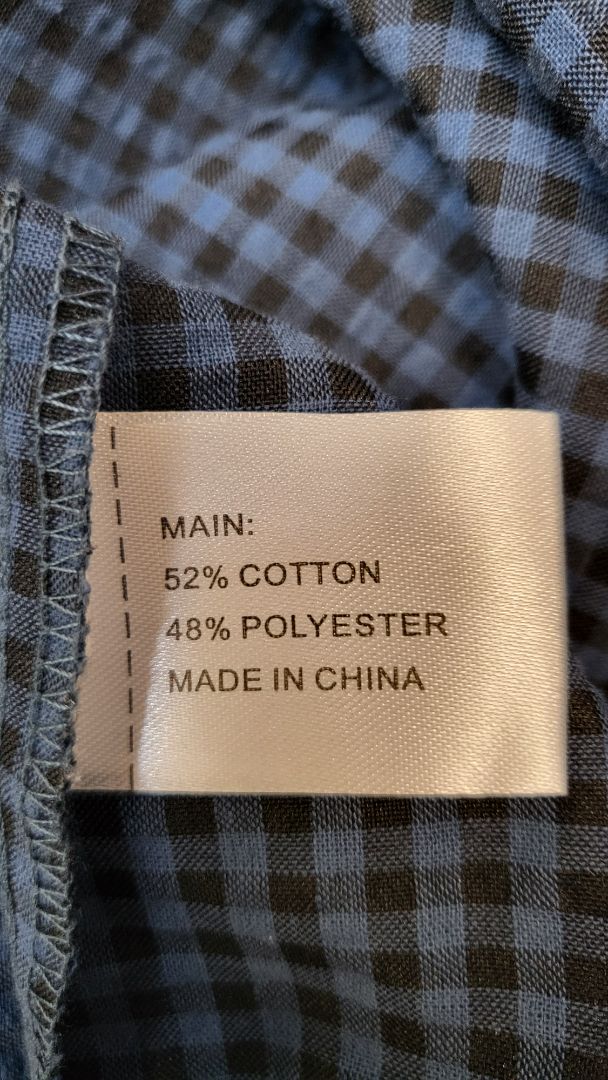 MAIN:
52% COTTON
48% POLYESTER
MADE IN CHINA